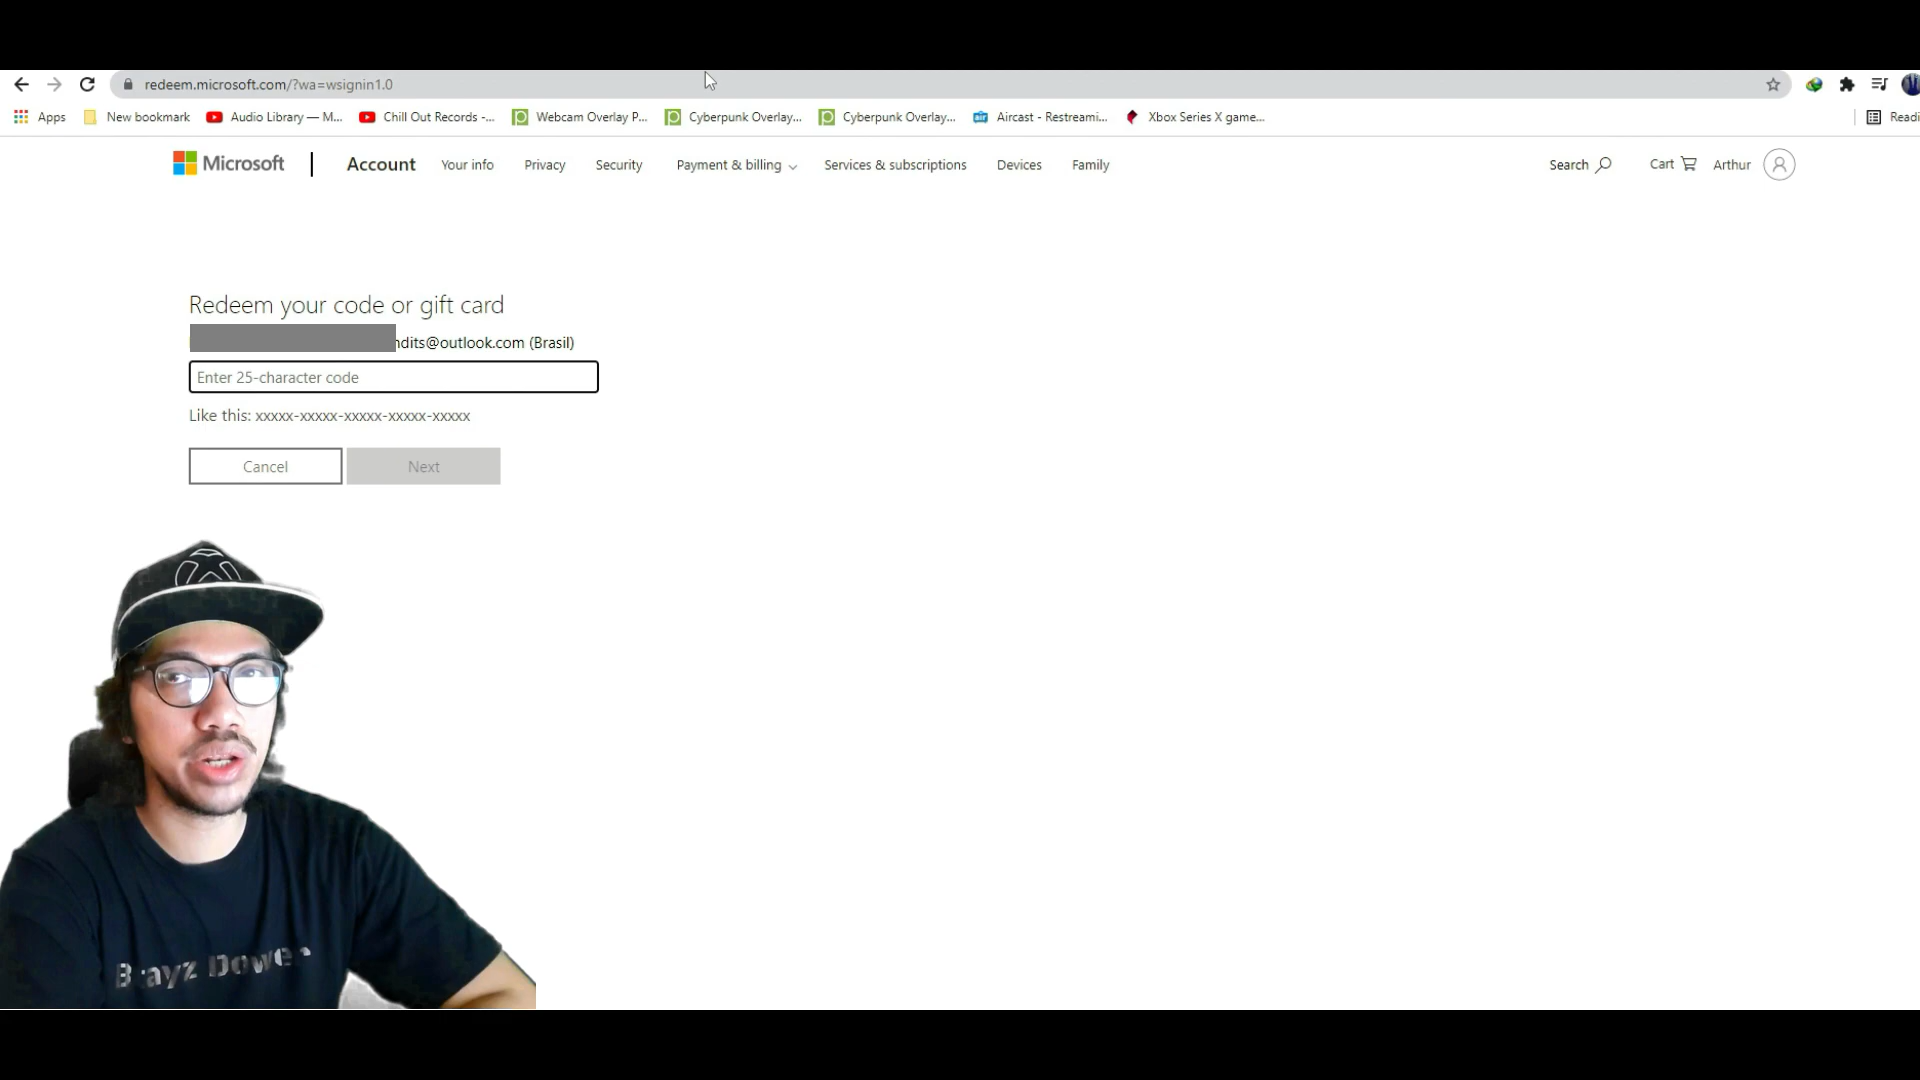 redeem.microsoft.com/?wa=wsignin1.0
Apps New bookmark Audio Library — M... Chill Out Records -... Webcam Overlay P... Cyberpunk Overlay... Cyberpunk Overlay... Aircast - Restreami... Xbox Series X game... Readi
Microsoft Account Your info Privacy Security Payment & billing Services & subscriptions Devices Family Search Cart Arthur
Redeem your code or gift card
ndits@outlook.com (Brasil)
Enter 25-character code
Like this: xxxxx-xxxxx-xxxxx-xxxxx-xxxxx
Cancel Next